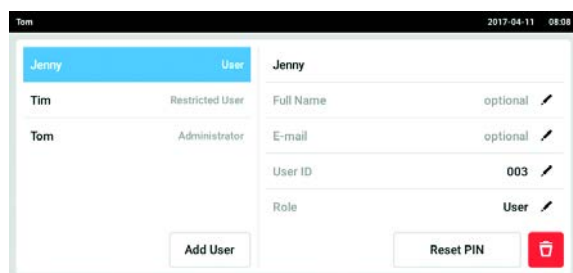 Tom 2017-04-11 08:08
Jenny User
Tim Restricted User
Tom Administrator
Add User
Jenny
Full Name optional
E-mail optional
User ID 003
Role User
Reset PIN